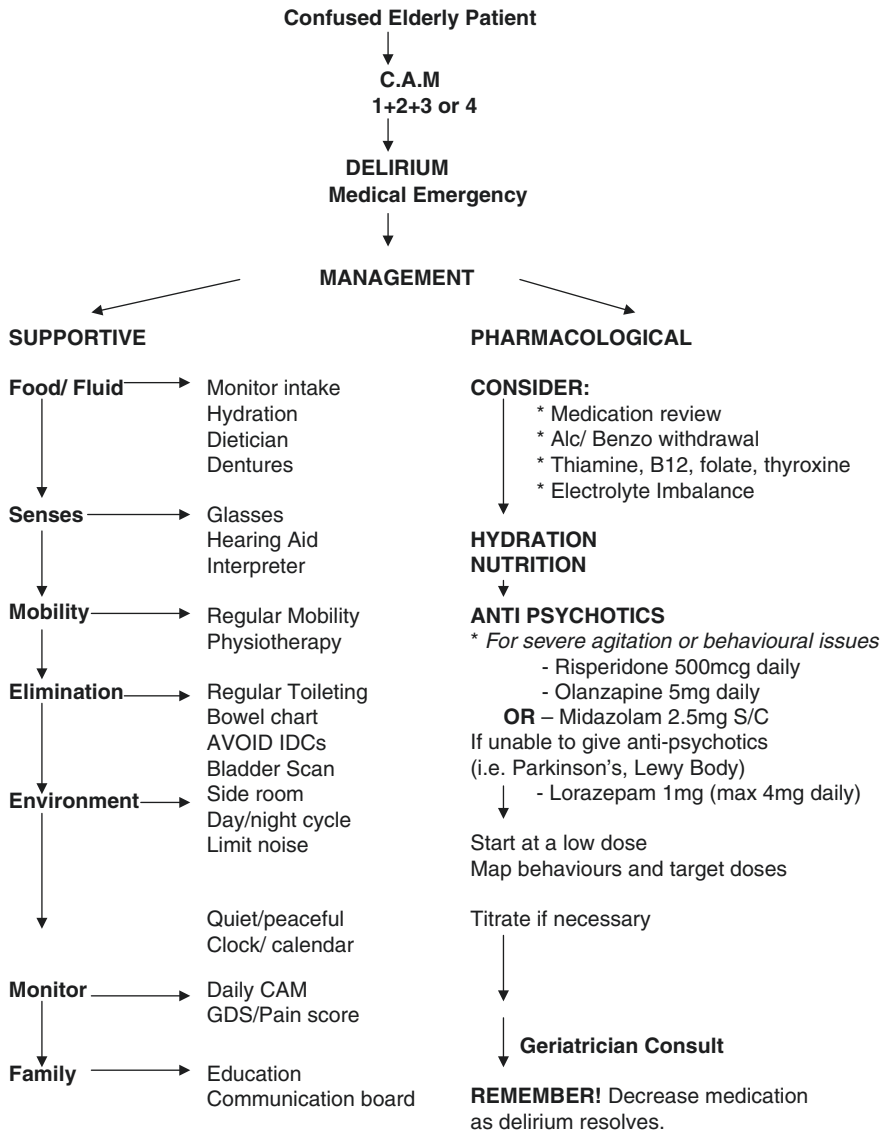 Confused Elderly Patient
C.A.M
1+2+3 or 4
DELIRIUM
Medical Emergency
MANAGEMENT
SUPPORTIVE
Food/ Fluid
Monitor intake
Hydration
Dietician
Dentures
Senses
Glasses
Hearing Aid
Interpreter
Mobility
Regular Mobility
Physiotherapy
Elimination
Regular Toileting
Bowel chart
AVOID IDCs
Bladder Scan
Environment
Side room
Day/night cycle
Limit noise
Quiet/peaceful
Clock/ calendar
Monitor
Daily CAM
GDS/Pain score
Family
Education
Communication board
PHARMACOLOGICAL
CONSIDER:
* Medication review
* Alc/ Benzo withdrawal
* Thiamine, B12, folate, thyroxine
* Electrolyte Imbalance
HYDRATION
NUTRITION
ANTI PSYCHOTICS
* For severe agitation or behavioural issues
- Risperidone 500mcg daily
- Olanzapine 5mg daily
OR – Midazolam 2.5mg S/C
If unable to give anti-psychotics
(i.e. Parkinson's, Lewy Body)
- Lorazepam 1mg (max 4mg daily)
Start at a low dose
Map behaviours and target doses
Titrate if necessary
Geriatrician Consult
REMEMBER! Decrease medication
as delirium resolves.